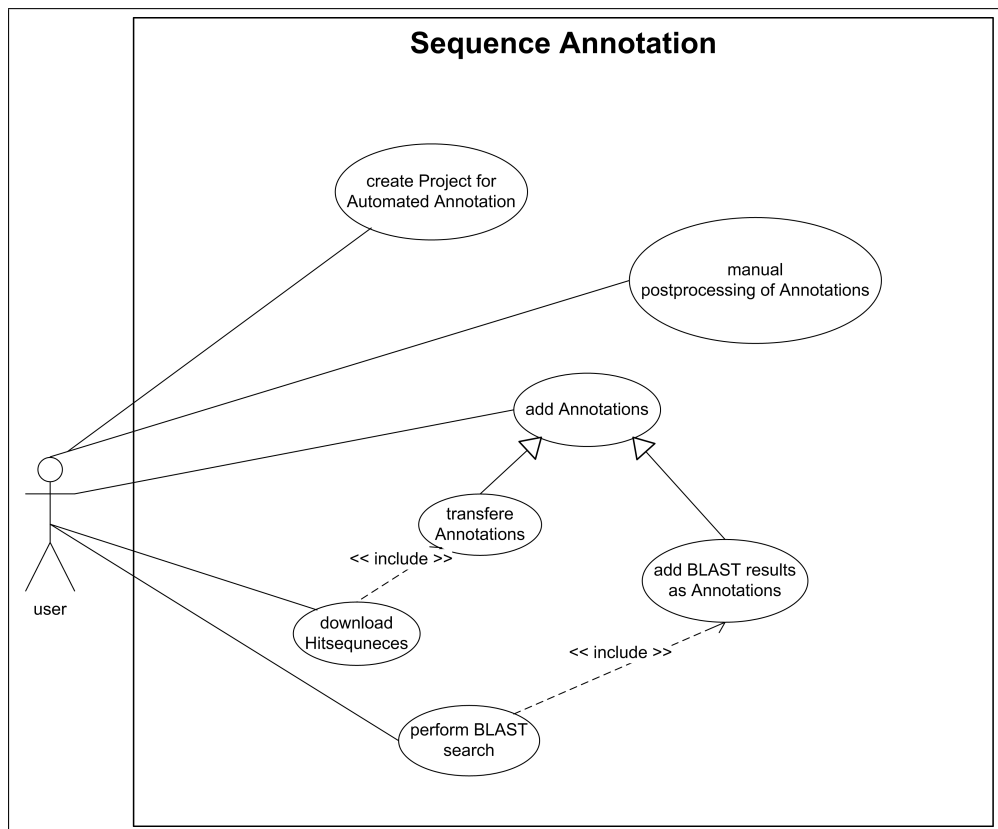 Sequence Annotation
create Project for
Automated Annotation
manual
postprocessing of Annotations
add Annotations
transfere
Annotations
<< include >>
add BLAST results
as Annotations
user
download
Hitsequneces
<< include >>
perform BLAST
search